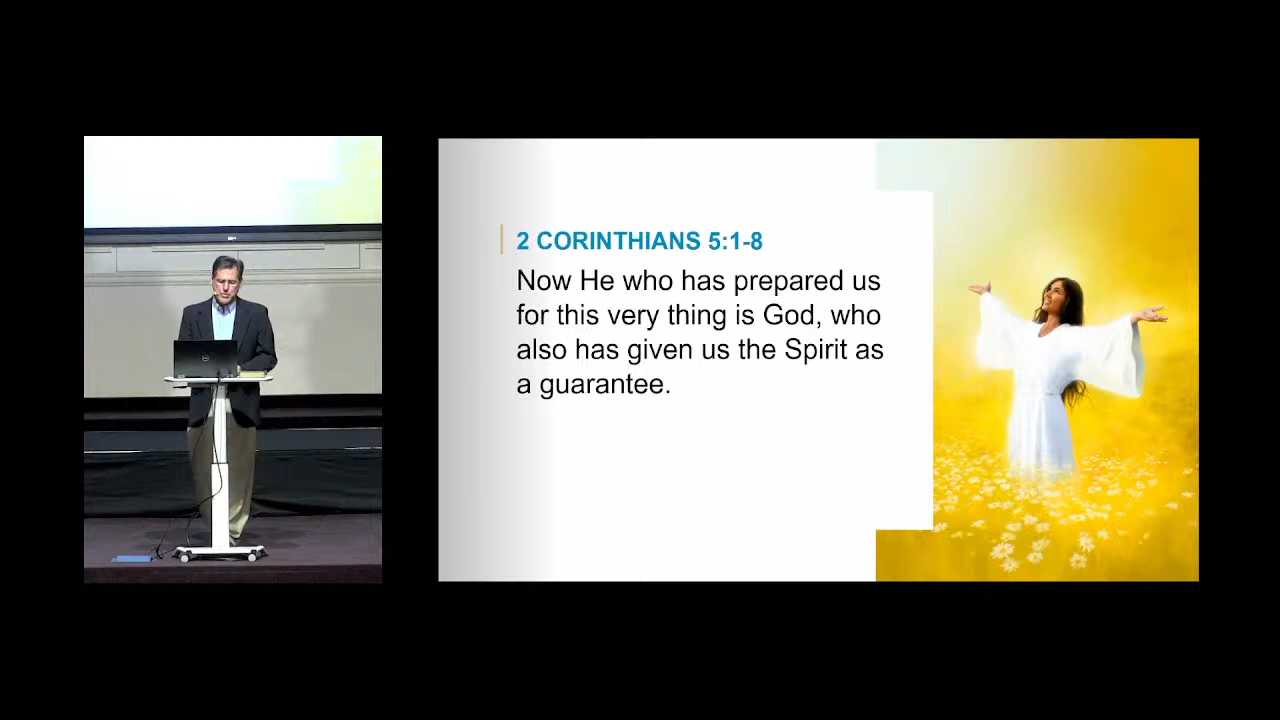 2 CORINTHIANS 5:1-8
Now He who has prepared us
for this very thing is God, who
also has given us the Spirit as
a guarantee.